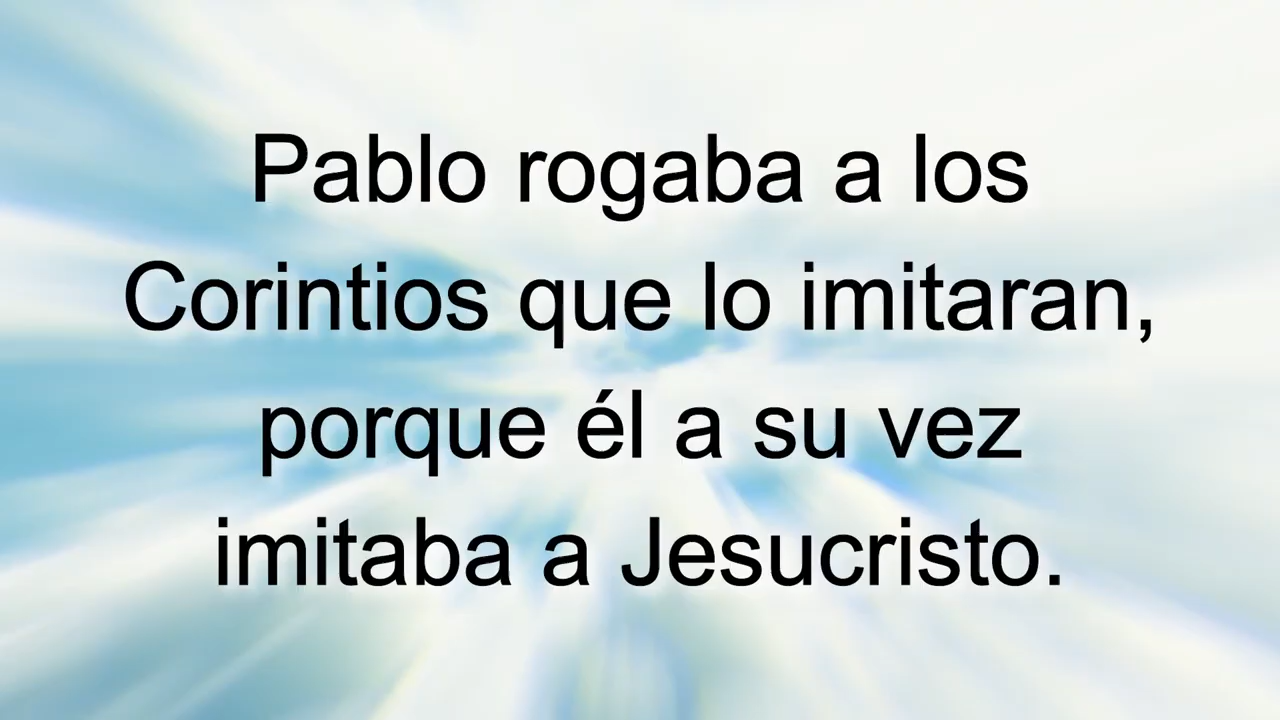 Pablo rogaba a los
Corintios que lo imitaran,
porque él a su vez
imitaba a Jesucristo.